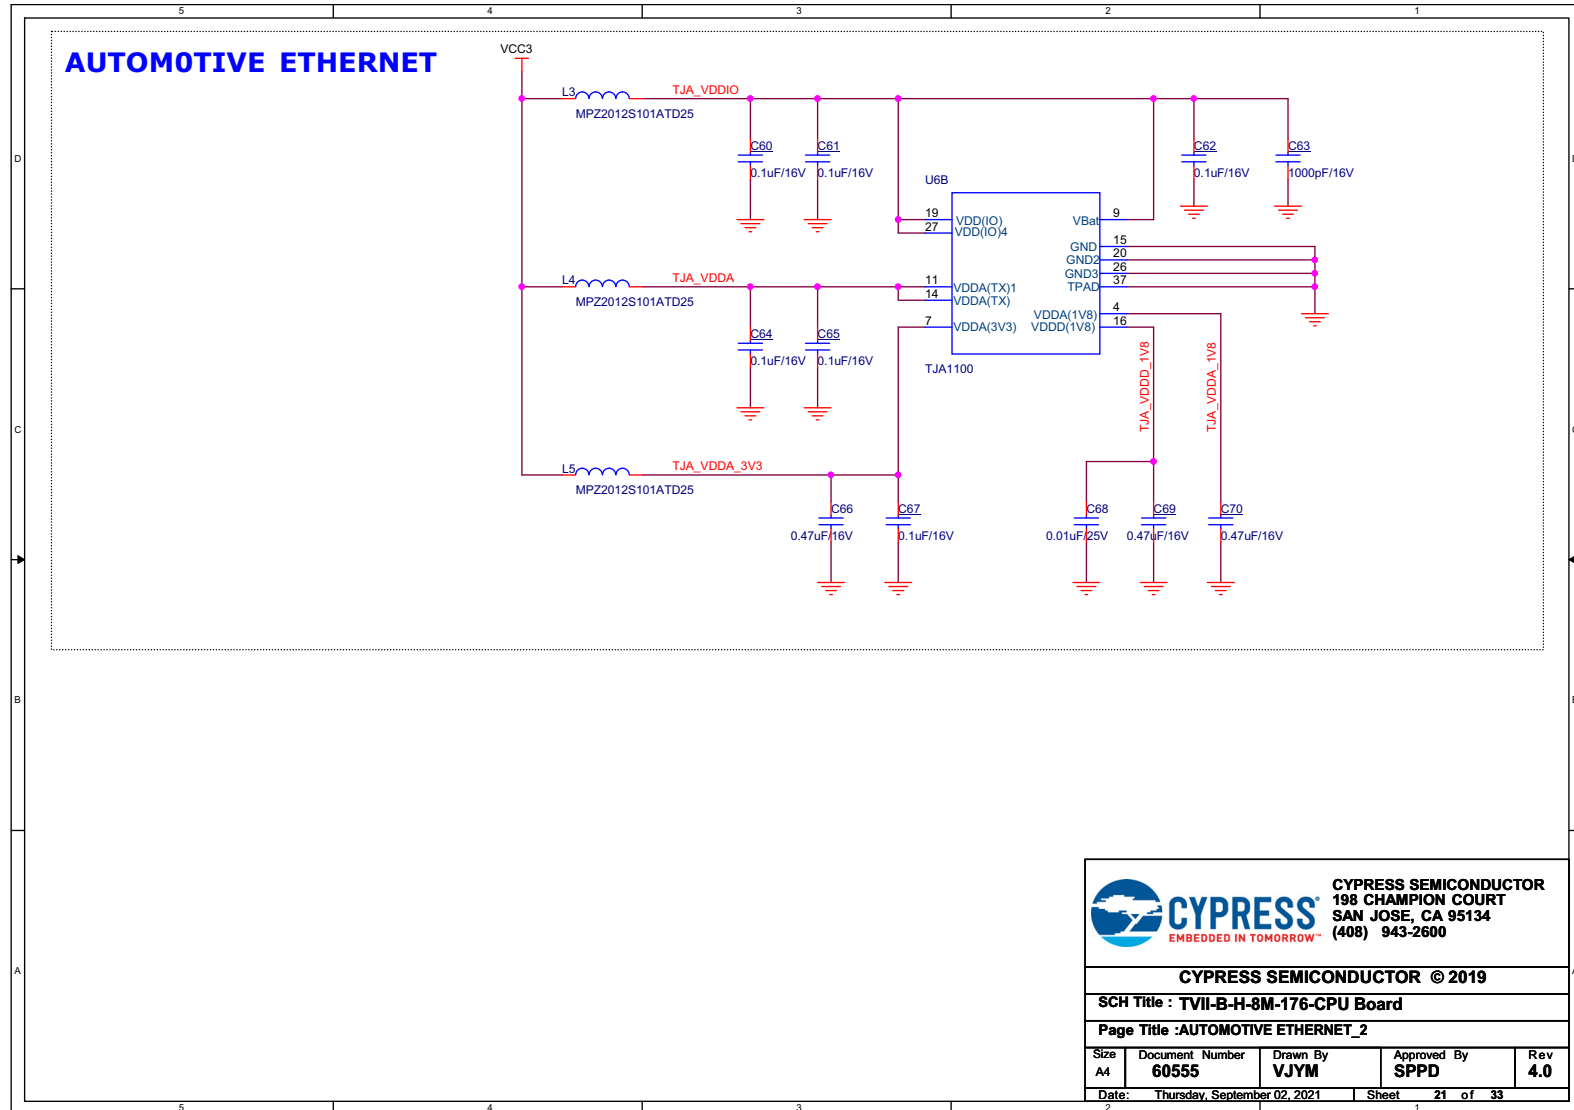 5 4 3 2 1
AUTOM0TIVE ETHERNET
VCC3
L3
TJA_VDDIO
MPZ2012S101ATD25
D
C60
0.1uF/16V
C61
0.1uF/16V
C62
0.1uF/16V
C63
1000pF/16V
U6B
19 VDD(IO)
27 VDD(IO)4
VBat 9
GND 15
GND2 20
GND3 26
TPAD 37
L4
TJA_VDDA
MPZ2012S101ATD25
11 VDDA(TX)1
14 VDDA(TX)
7 VDDA(3V3)
VDDA(1V8) 4
VDDD(1V8) 16
C64
0.1uF/16V
C65
0.1uF/16V
TJA1100
TJA_VDDD_1V8
TJA_VDDA_1V8
C
L5
TJA_VDDA_3V3
MPZ2012S101ATD25
C66
0.47uF/16V
C67
0.1uF/16V
C68
0.01uF/25V
C69
0.47uF/16V
C70
0.47uF/16V
B
A
CYPRESS
EMBEDDED IN TOMORROW™
CYPRESS SEMICONDUCTOR
198 CHAMPION COURT
SAN JOSE, CA 95134
(408) 943-2600
CYPRESS SEMICONDUCTOR © 2019
SCH Title : TVII-B-H-8M-176-CPU Board
Page Title :AUTOMOTIVE ETHERNET_2
Size Document Number Drawn By Approved By Rev
A4 60555 VJYM SPPD 4.0
Date: Thursday, September 02, 2021 Sheet 21 of 33
5 4 3 2 1